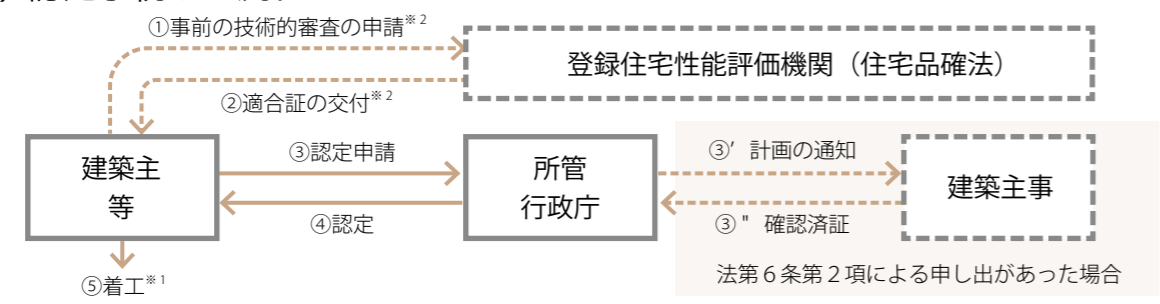 ①事前の技術的審査の申請※2
登録住宅性能評価機関（住宅品確法）
②適合証の交付※2
建築主
等
③認定申請
④認定
所管
行政庁
③’計画の通知
③"確認済証
建築主事
法第6条第2項による申し出があった場合
⑤着工※1